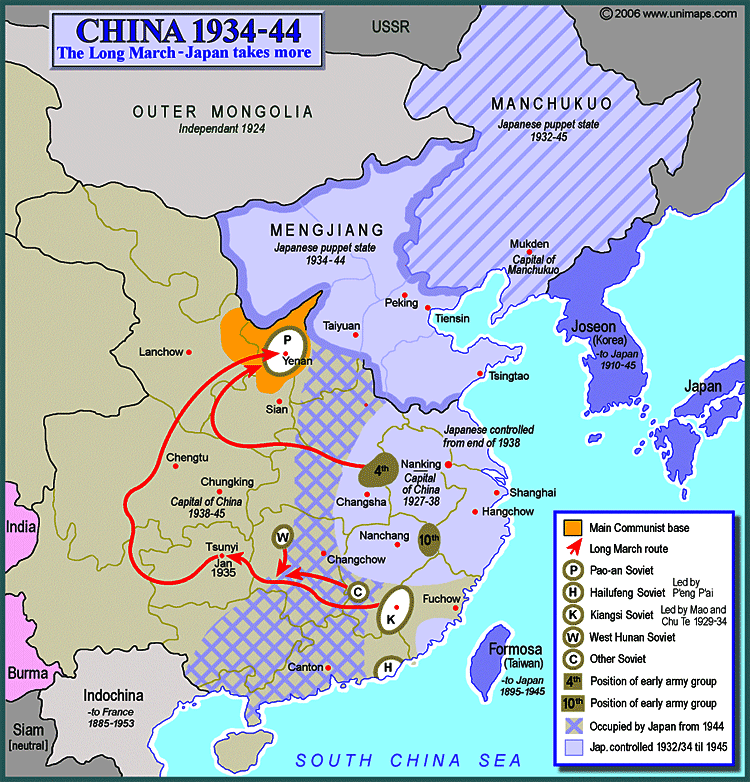 © 2006 www.unimaps.com
CHINA 1934-44
The Long March - Japan takes more
USSR
OUTER MONGOLIA
Independant 1924
MANCHUKUO
Japanese puppet state
1932-45
MENGJIANG
Japanese puppet state
1934-44
Mukden
Capital of
Manchukuo
Peking
Tiensin
Taiyuan
Joseon
(Korea)
-to Japan
1910-45
Lanchow
P
Yenan
Tsingtao
Japan
Sian
Japanese controlled
from end of 1938
Chengtu
4th
Nanking
Capital
of China
1927-38
Chungking
Capital of China
1938-45
Changsha
Shanghai
Hangchow
India
W
Nanchang
10th
Tsunyi
Jan
1935
Changchow
C
Fuchow
K
Burma
Canton
H
Formosa
(Taiwan)
-to Japan
1895-1945
Indochina
-to France
1885-1953
Siam
[neutral]
SOUTH CHINA SEA
Main Communist base
Long March route
P Pao-an Soviet
H Hailufeng Soviet Led by
P'eng P'ai
K Kiangsi Soviet Led by Mao and
Chu Te 1929-34
W West Hunan Soviet
C Other Soviet
4th Position of early army group
10th Position of early army group
Occupied by Japan from 1944
Jap. controlled 1932/34 til 1945